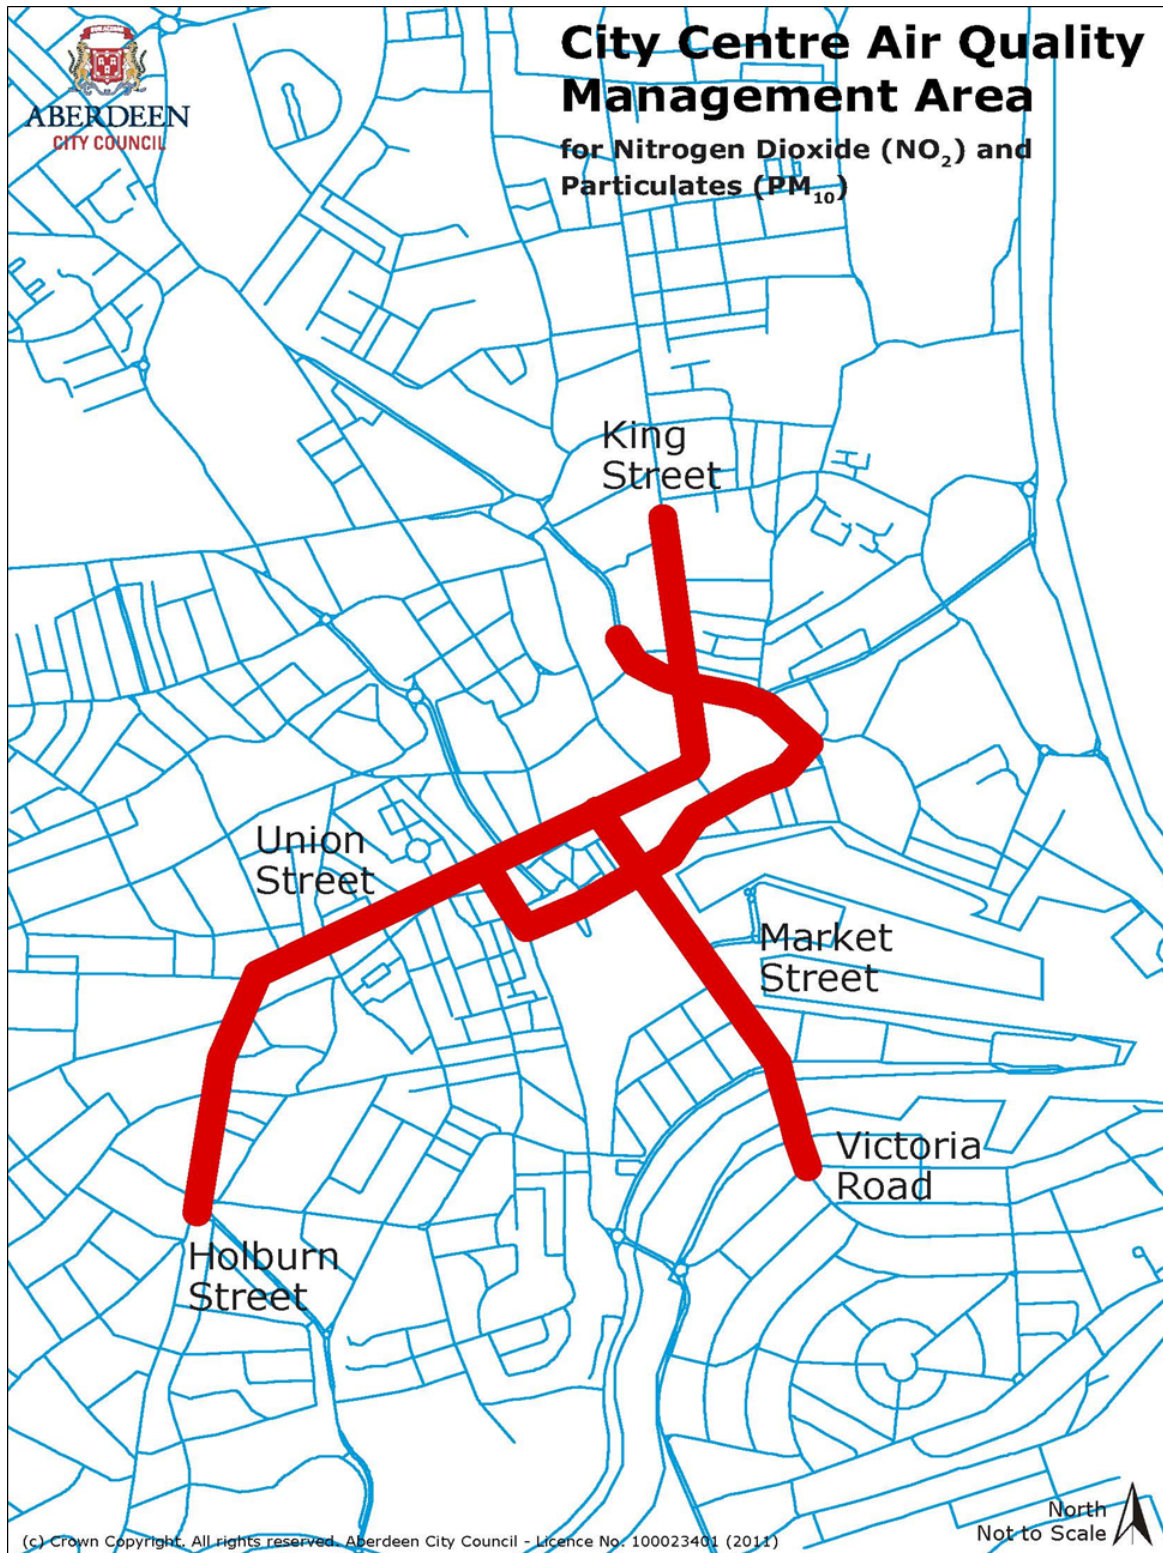 ABERDEEN
CITY COUNCIL
City Centre Air Quality
Management Area
for Nitrogen Dioxide (NO₂) and
Particulates (PM₁₀)
King
Street
Union
Street
Market
Street
Victoria
Road
Holburn
Street
North
Not to Scale
(c) Crown Copyright. All rights reserved. Aberdeen City Council - Licence No. 100023401 (2011)